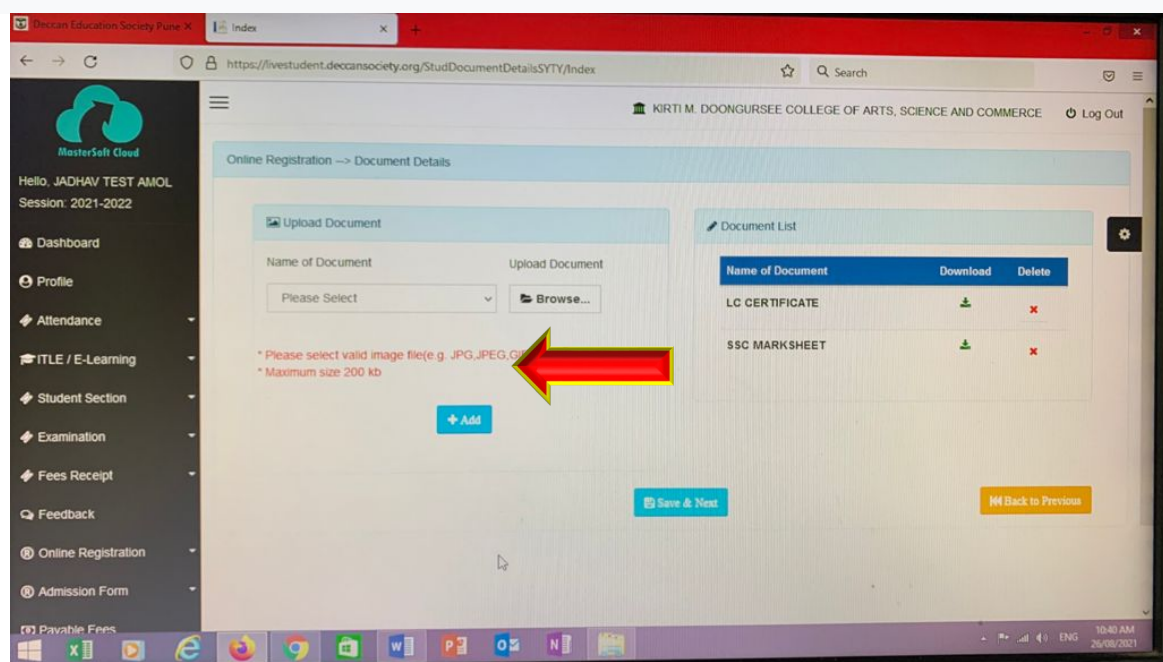 Deccan Education Society Pune ×
Index ×
+
https://livestudent.deccansociety.org/StudDocumentDetailsSYTY/Index
Search
MasterSoft Cloud
Hello, JADHAV TEST AMOL
Session: 2021-2022
Dashboard
Profile
Attendance
ITLE / E-Learning
Student Section
Examination
Fees Receipt
Feedback
Online Registration
Admission Form
Payable Fees
KIRTI M. DOONGURSEE COLLEGE OF ARTS, SCIENCE AND COMMERCE
Log Out
Online Registration --> Document Details
Upload Document
Name of Document Upload Document
Please Select Browse...
* Please select valid image file(e.g. JPG,JPEG,
* Maximum size 200 kb
+ Add
Document List
Name of Document Download Delete
LC CERTIFICATE
SSC MARKSHEET
Save & Next
Back to Previous
ENG
10:40 AM
26/08/2021